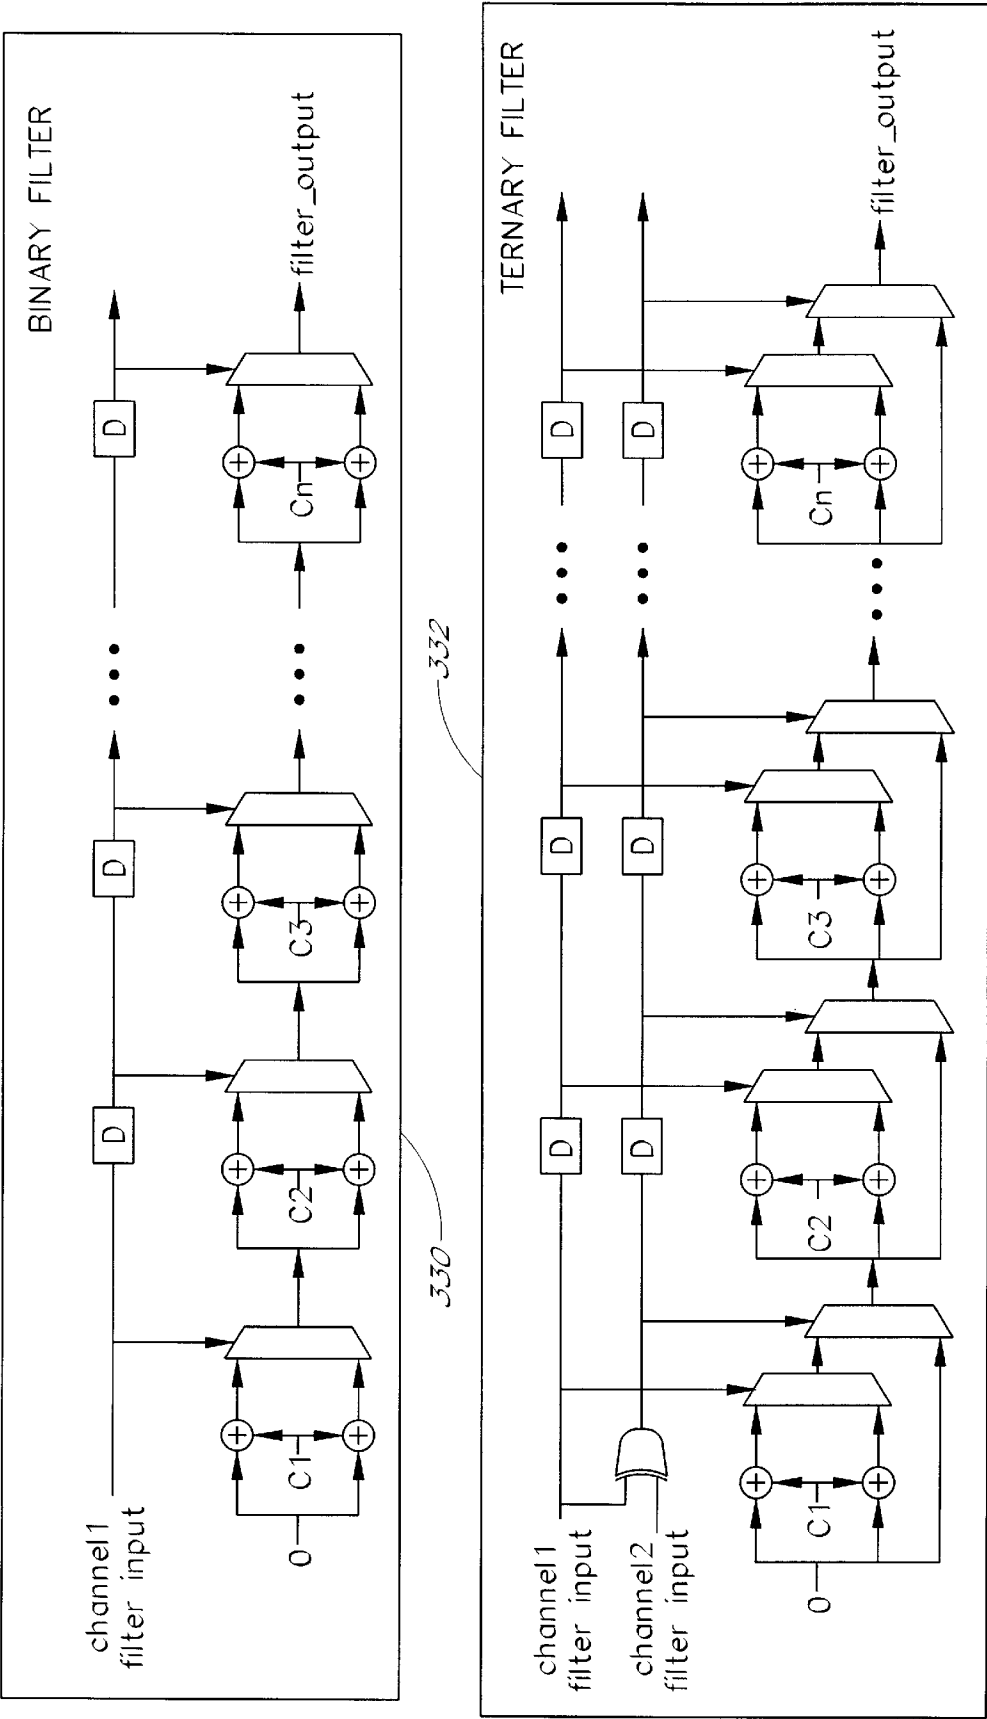 BINARY FILTER
channel1
filter input
D
D
D
0
C1
+
+
C2
+
+
C3
+
+
Cn
+
+
filter_output
330
332
TERNARY FILTER
channel1
filter input
channel2
filter input
D
D
D
D
D
D
0
C1
+
+
C2
+
+
C3
+
+
Cn
+
+
filter_output